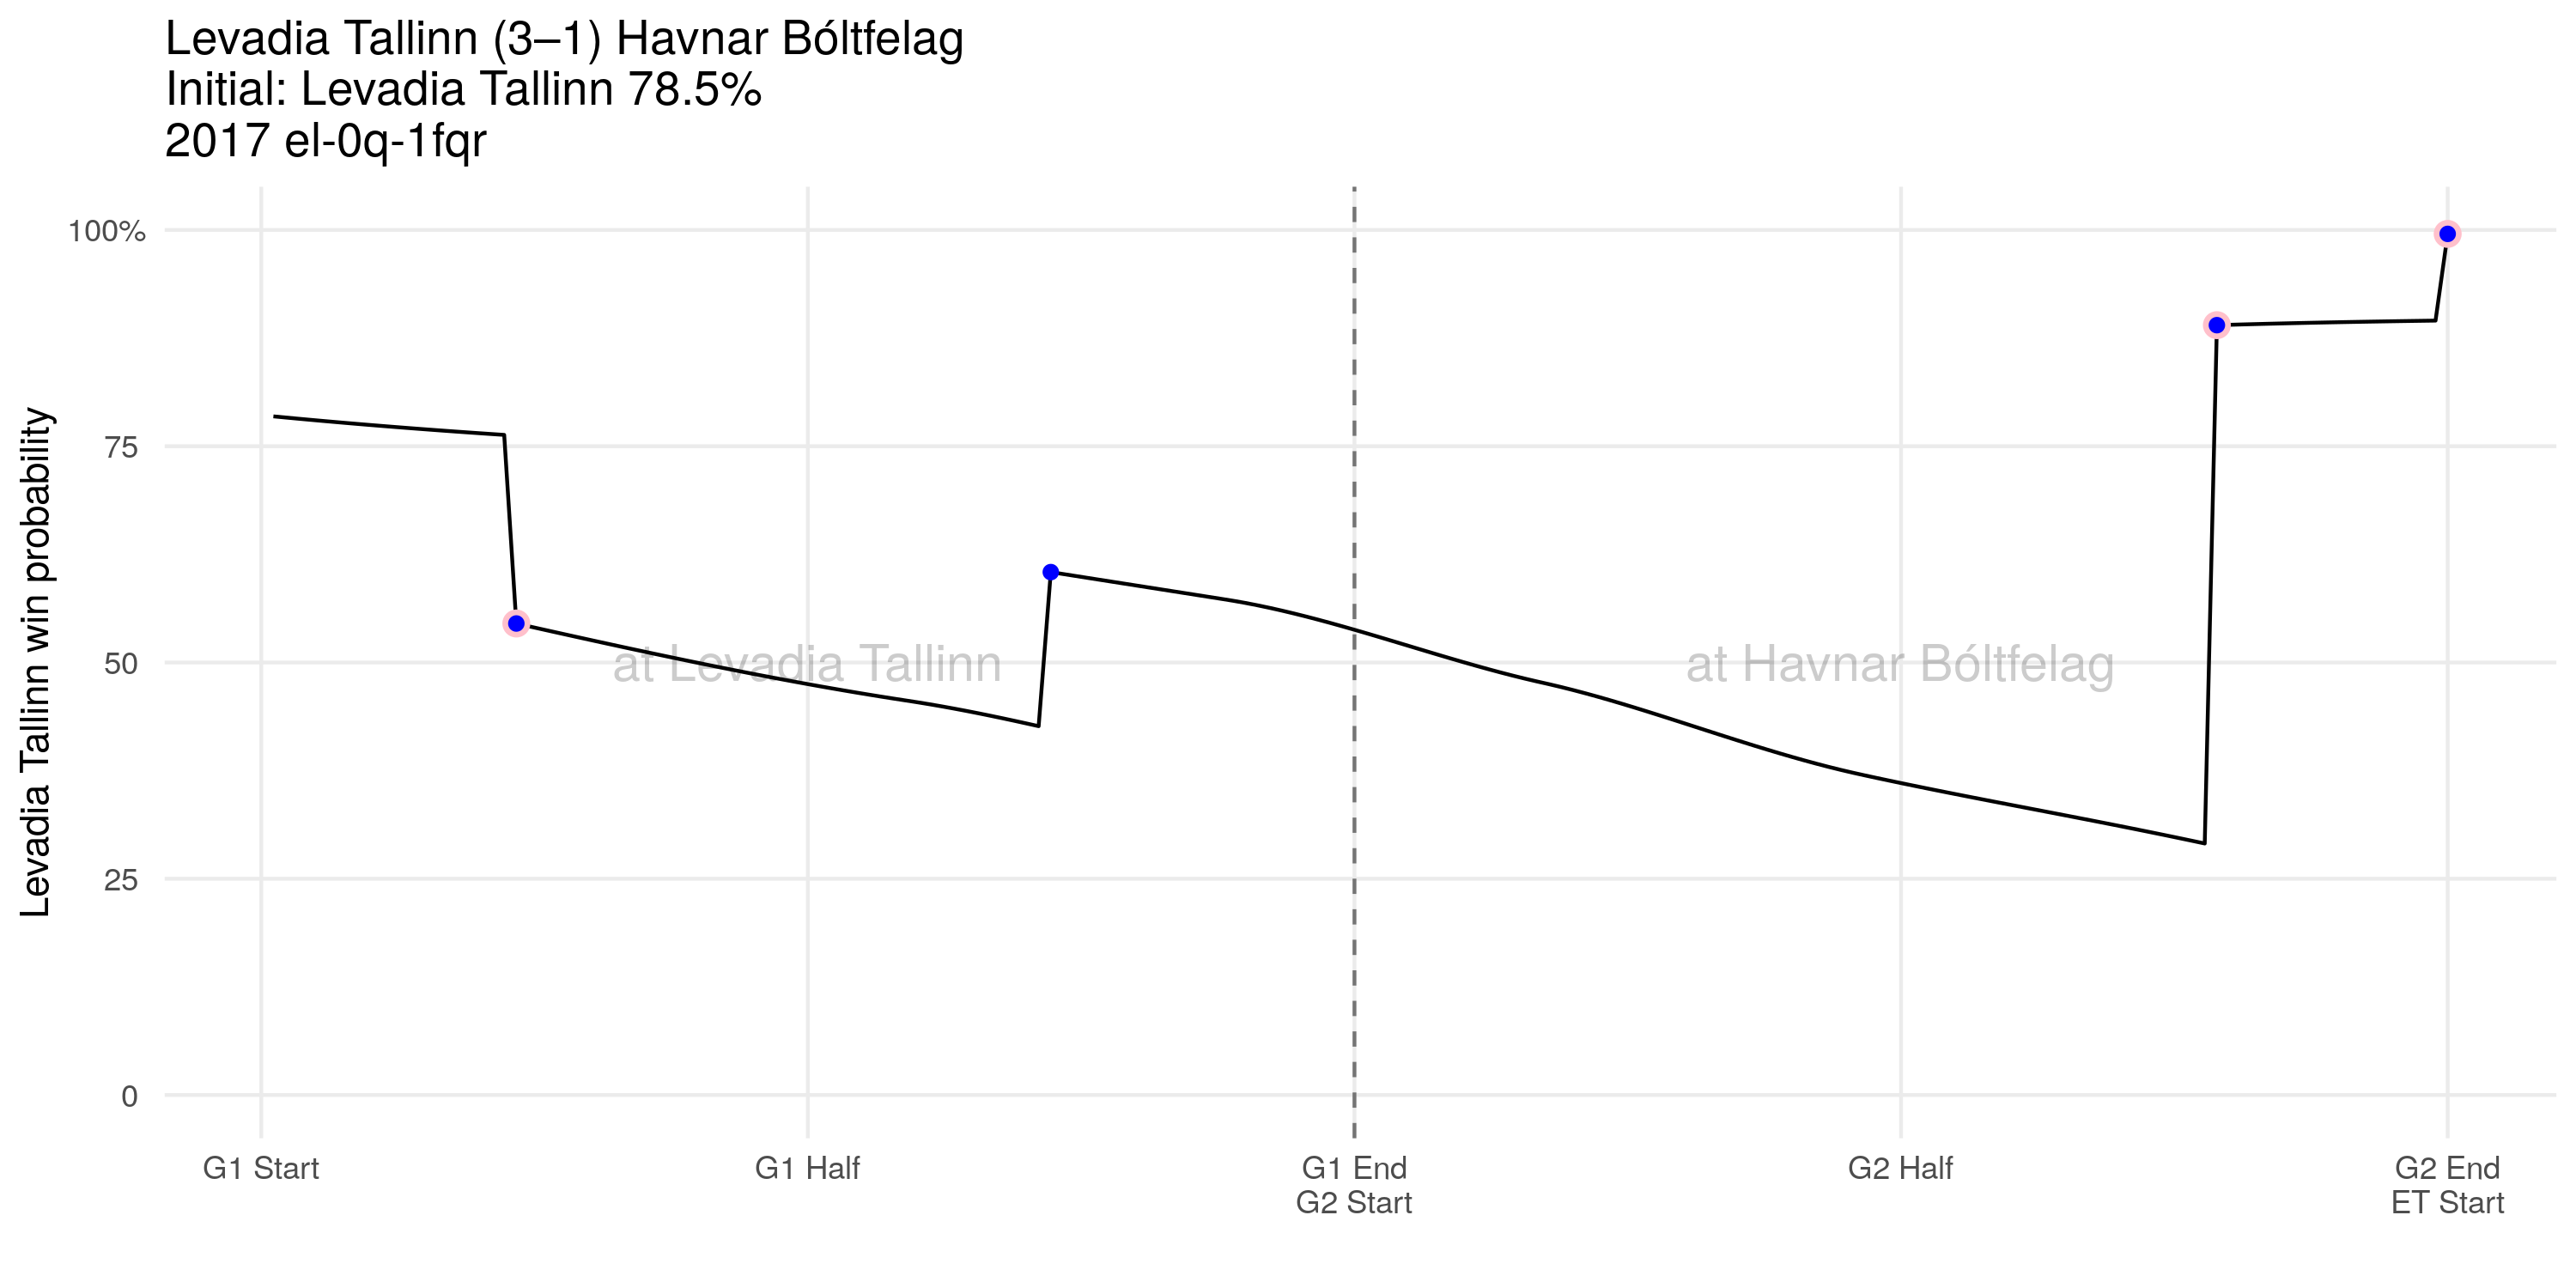 Levadia Tallinn (3–1) Havnar Bóltfelag
Initial: Levadia Tallinn 78.5%
2017 el-0q-1fqr
Levadia Tallinn win probability
100%
75
50
25
0
at Levadia Tallinn
at Havnar Bóltfelag
G1 Start
G1 Half
G1 End
G2 Start
G2 Half
G2 End
ET Start